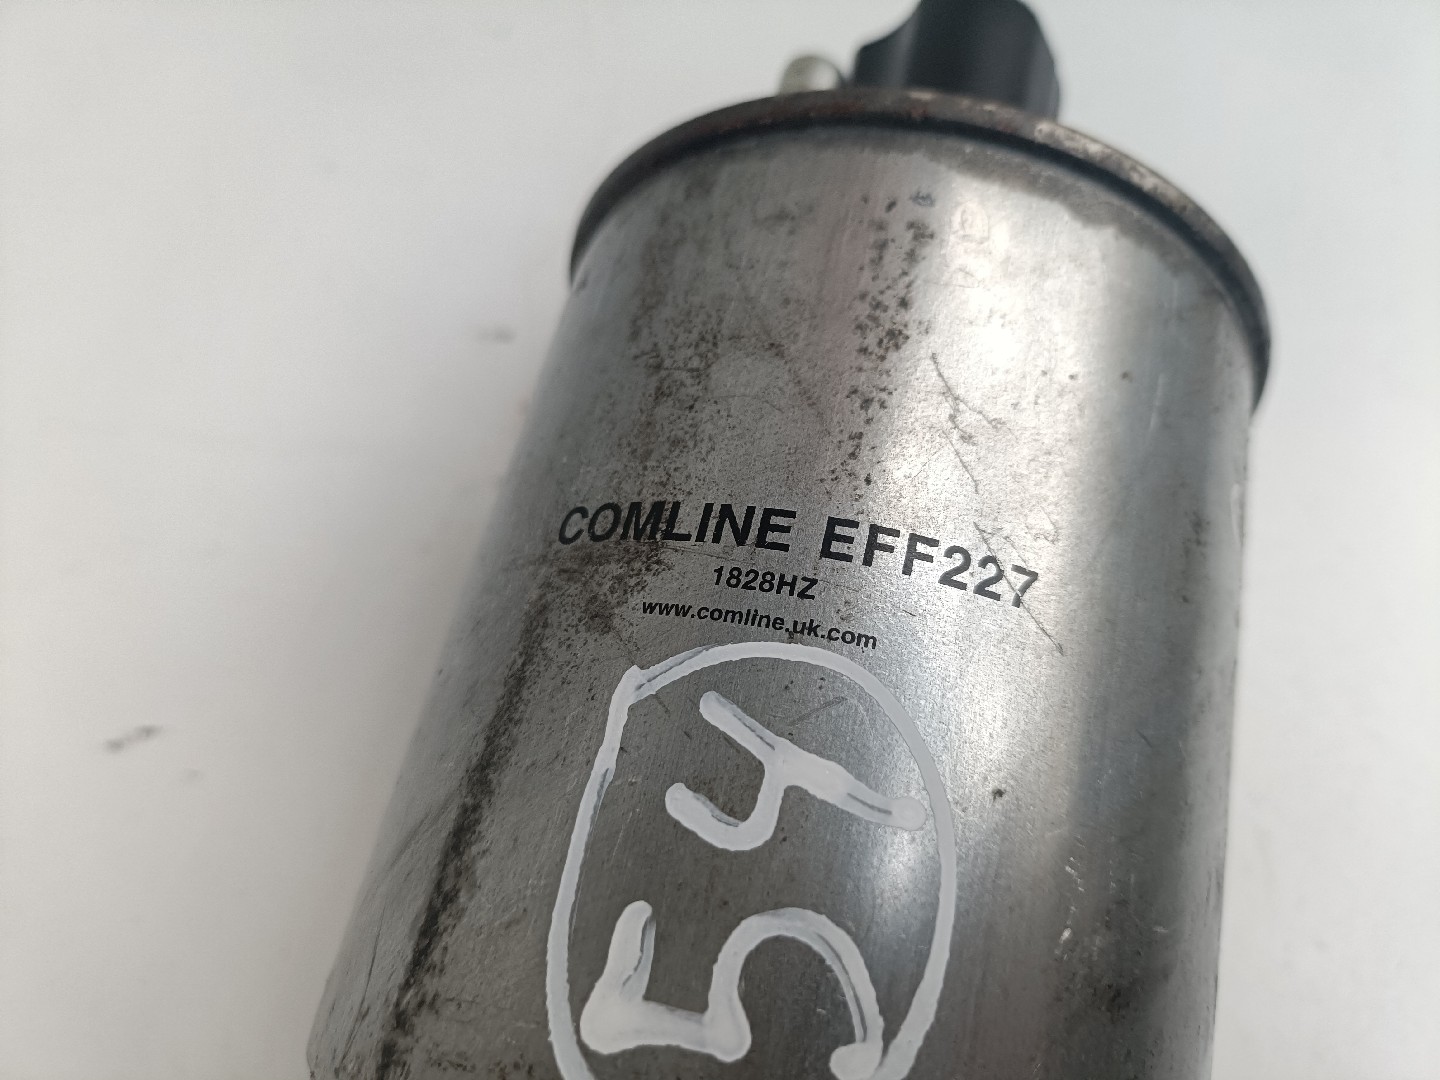 COMLINE EFF227
1828HZ
www.comline.uk.com
54